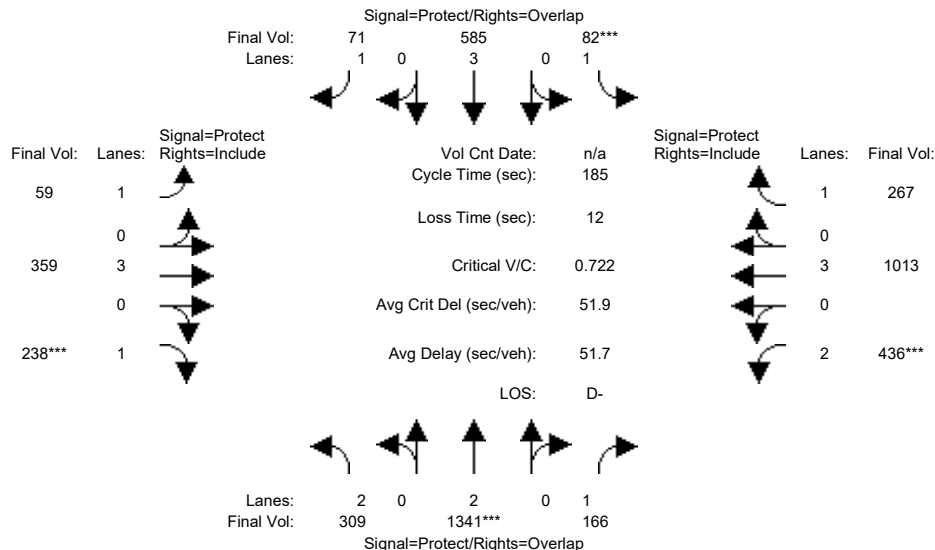 Signal=Protect/Rights=Overlap
Final Vol: 71 585 82***
Lanes: 1 0 3 0 1
Signal=Protect
Final Vol: Lanes: Rights=Include
Vol Cnt Date: n/a
Signal=Protect
Rights=Include Lanes: Final Vol:
Cycle Time (sec): 185
59 1
1 267
Loss Time (sec): 12
0
0
359 3
Critical V/C: 0.722
3 1013
0
Avg Crit Del (sec/veh): 51.9
0
238*** 1
Avg Delay (sec/veh): 51.7
2 436***
LOS: D-
Lanes: 2 0 2 0 1
Final Vol: 309 1341*** 166
Signal=Protect/Rights=Overlap